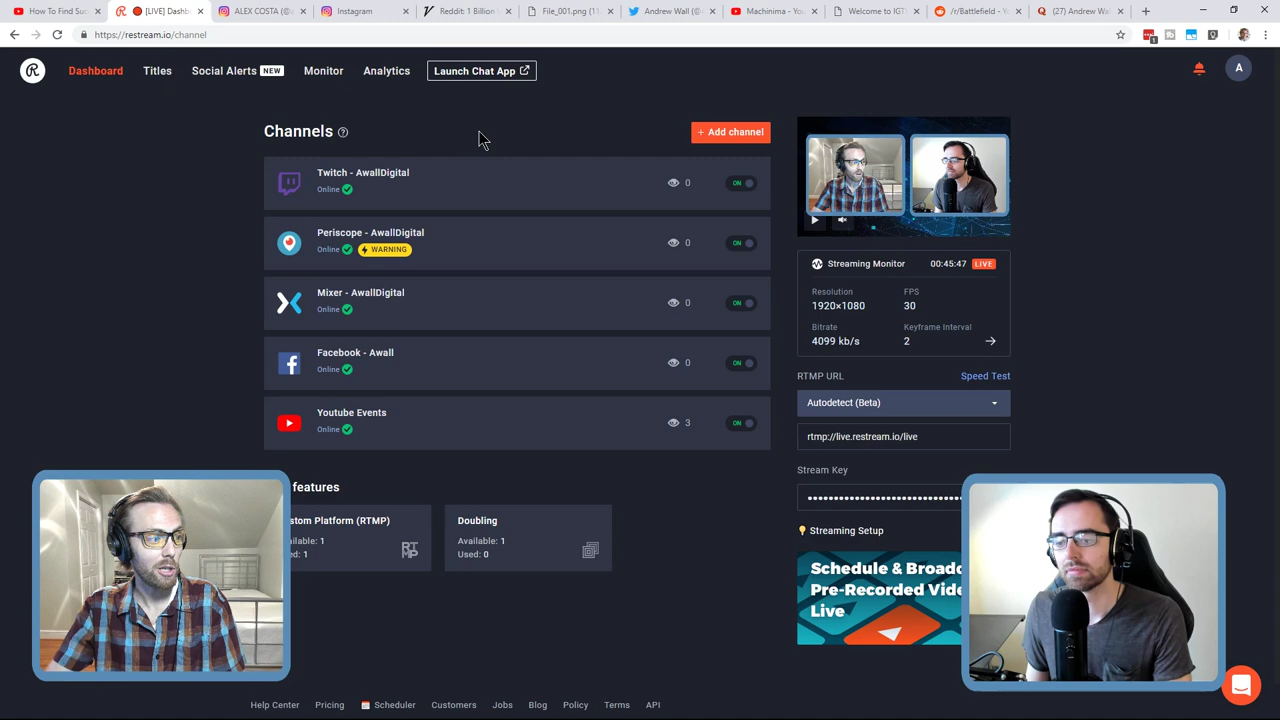 How To Find Suc
[LIVE] Dashb
ALEX COSTA (@
Instagram
Reddit: 1 Billion
File_001.png (11
Andrew Wall (@
Machinima - You
Welcome to IGT
/r/Battlefield - Y
(27) Andrew Wa
https://restream.io/channel
1
Dashboard
Titles
Social Alerts NEW
Monitor
Analytics
Launch Chat App
A
Channels
+ Add channel
Twitch - AwallDigital
Online
0
ON
Periscope - AwallDigital
Online
WARNING
0
ON
Mixer - AwallDigital
Online
0
ON
Facebook - Awall
Online
0
ON
Youtube Events
Online
3
ON
Streaming Monitor 00:45:47 LIVE
Resolution FPS
1920×1080 30
Bitrate Keyframe Interval
4099 kb/s 2
RTMP URL Speed Test
Autodetect (Beta)
rtmp://live.restream.io/live
Stream Key
Streaming Setup
Schedule & Broadc
Pre-Recorded Vide
Live
features
stom Platform (RTMP)
ailable: 1
ed: 1
Doubling
Available: 1
Used: 0
Help Center Pricing Scheduler Customers Jobs Blog Policy Terms API